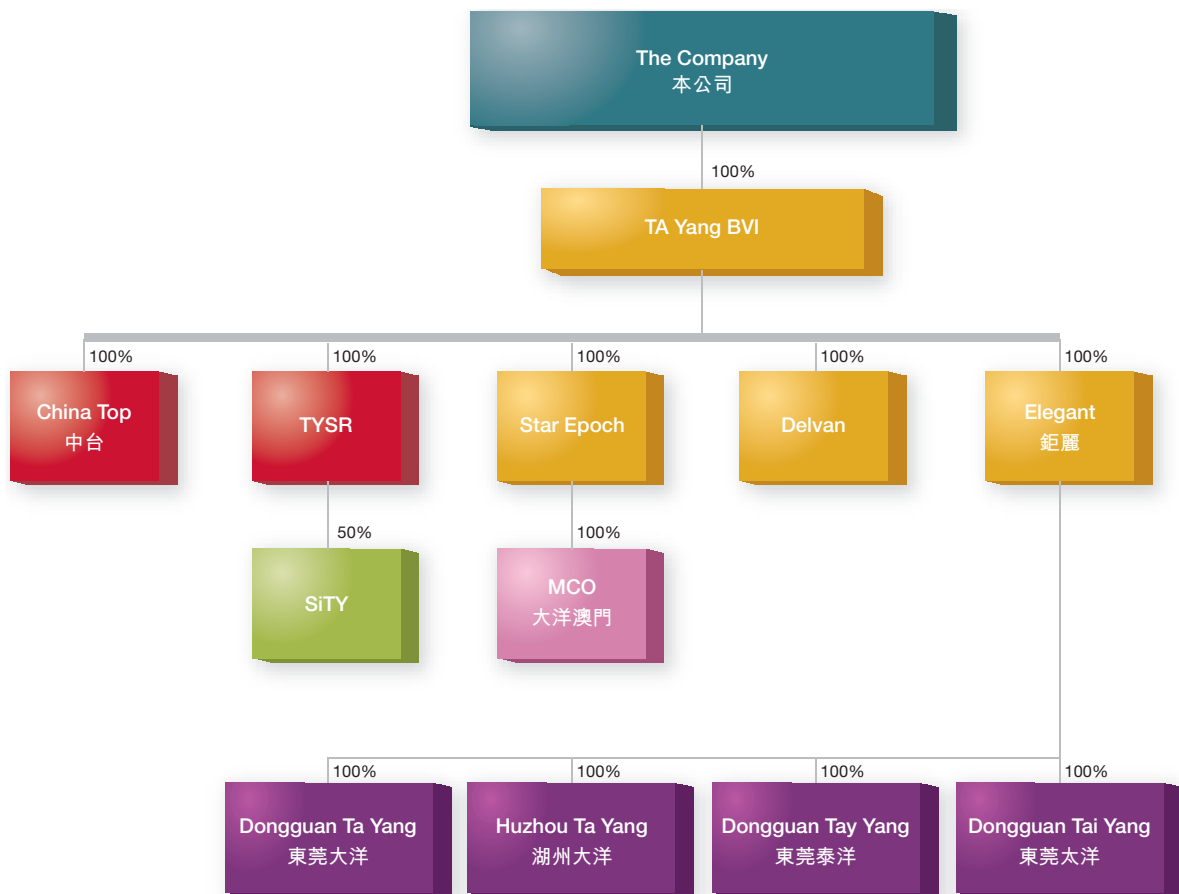 The Company
本公司
100%
TA Yang BVI
100%
100%
100%
100%
100%
China Top
中台
TYSR
Star Epoch
Delvan
Elegant
鉅麗
50%
100%
SiTY
MCO
大洋澳門
100%
100%
100%
100%
Dongguan Ta Yang
東莞大洋
Huzhou Ta Yang
湖州大洋
Dongguan Tay Yang
東莞泰洋
Dongguan Tai Yang
東莞太洋